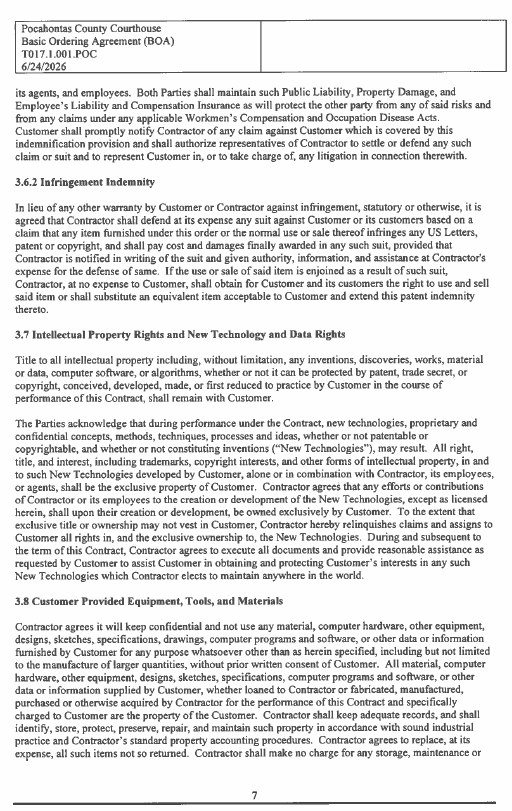 Pocahontas County Courthouse
Basic Ordering Agreement (BOA)
T017.1.001.POC
6/24/2026
its agents, and employees. Both Parties shall maintain such Public Liability, Property Damage, and
Employee's Liability and Compensation Insurance as will protect the other party from any of said risks and
from any claims under any applicable Workmen's Compensation and Occupation Disease Acts.
Customer shall promptly notify Contractor of any claim against Customer which is covered by this
indemnification provision and shall authorize representatives of Contractor to settle or defend any such
claim or suit and to represent Customer in, or to take charge of, any litigation in connection therewith.
3.6.2 Infringement Indemnity
In lieu of any other warranty by Customer or Contractor against infringement, statutory or otherwise, it is
agreed that Contractor shall defend at its expense any suit against Customer or its customers based on a
claim that any item furnished under this order or the normal use or sale thereof infringes any US Letters,
patent or copyright, and shall pay cost and damages finally awarded in any such suit, provided that
Contractor is notified in writing of the suit and given authority, information, and assistance at Contractor's
expense for the defense of same. If the use or sale of said item is enjoined as a result of such suit,
Contractor, at no expense to Customer, shall obtain for Customer and its customers the right to use and sell
said item or shall substitute an equivalent item acceptable to Customer and extend this patent indemnity
thereto.
3.7 Intellectual Property Rights and New Technology and Data Rights
Title to all intellectual property including, without limitation, any inventions, discoveries, works, material
or data, computer software, or algorithms, whether or not it can be protected by patent, trade secret, or
copyright, conceived, developed, made, or first reduced to practice by Customer in the course of
performance of this Contract, shall remain with Customer.
The Parties acknowledge that during performance under the Contract, new technologies, proprietary and
confidential concepts, methods, techniques, processes and ideas, whether or not patentable or
copyrightable, and whether or not constituting inventions ("New Technologies"), may result. All right,
title, and interest, including trademarks, copyright interests, and other forms of intellectual property, in and
to such New Technologies developed by Customer, alone or in combination with Contractor, its employees,
or agents, shall be the exclusive property of Customer. Contractor agrees that any efforts or contributions
of Contractor or its employees to the creation or development of the New Technologies, except as licensed
herein, shall upon their creation or development, be owned exclusively by Customer. To the extent that
exclusive title or ownership may not vest in Customer, Contractor hereby relinquishes claims and assigns to
Customer all rights in, and the exclusive ownership to, the New Technologies. During and subsequent to
the term of this Contract, Contractor agrees to execute all documents and provide reasonable assistance as
requested by Customer to assist Customer in obtaining and protecting Customer's interests in any such
New Technologies which Contractor elects to maintain anywhere in the world.
3.8 Customer Provided Equipment, Tools, and Materials
Contractor agrees it will keep confidential and not use any material, computer hardware, other equipment,
designs, sketches, specifications, drawings, computer programs and software, or other data or information
furnished by Customer for any purpose whatsoever other than as herein specified, including but not limited
to the manufacture of larger quantities, without prior written consent of Customer. All material, computer
hardware, other equipment, designs, sketches, specifications, computer programs and software, or other
data or information supplied by Customer, whether loaned to Contractor or fabricated, manufactured,
purchased or otherwise acquired by Contractor for the performance of this Contract and specifically
charged to Customer are the property of the Customer. Contractor shall keep adequate records, and shall
identify, store, protect, preserve, repair, and maintain such property in accordance with sound industrial
practice and Contractor's standard property accounting procedures. Contractor agrees to replace, at its
expense, all such items not so returned. Contractor shall make no charge for any storage, maintenance or
7